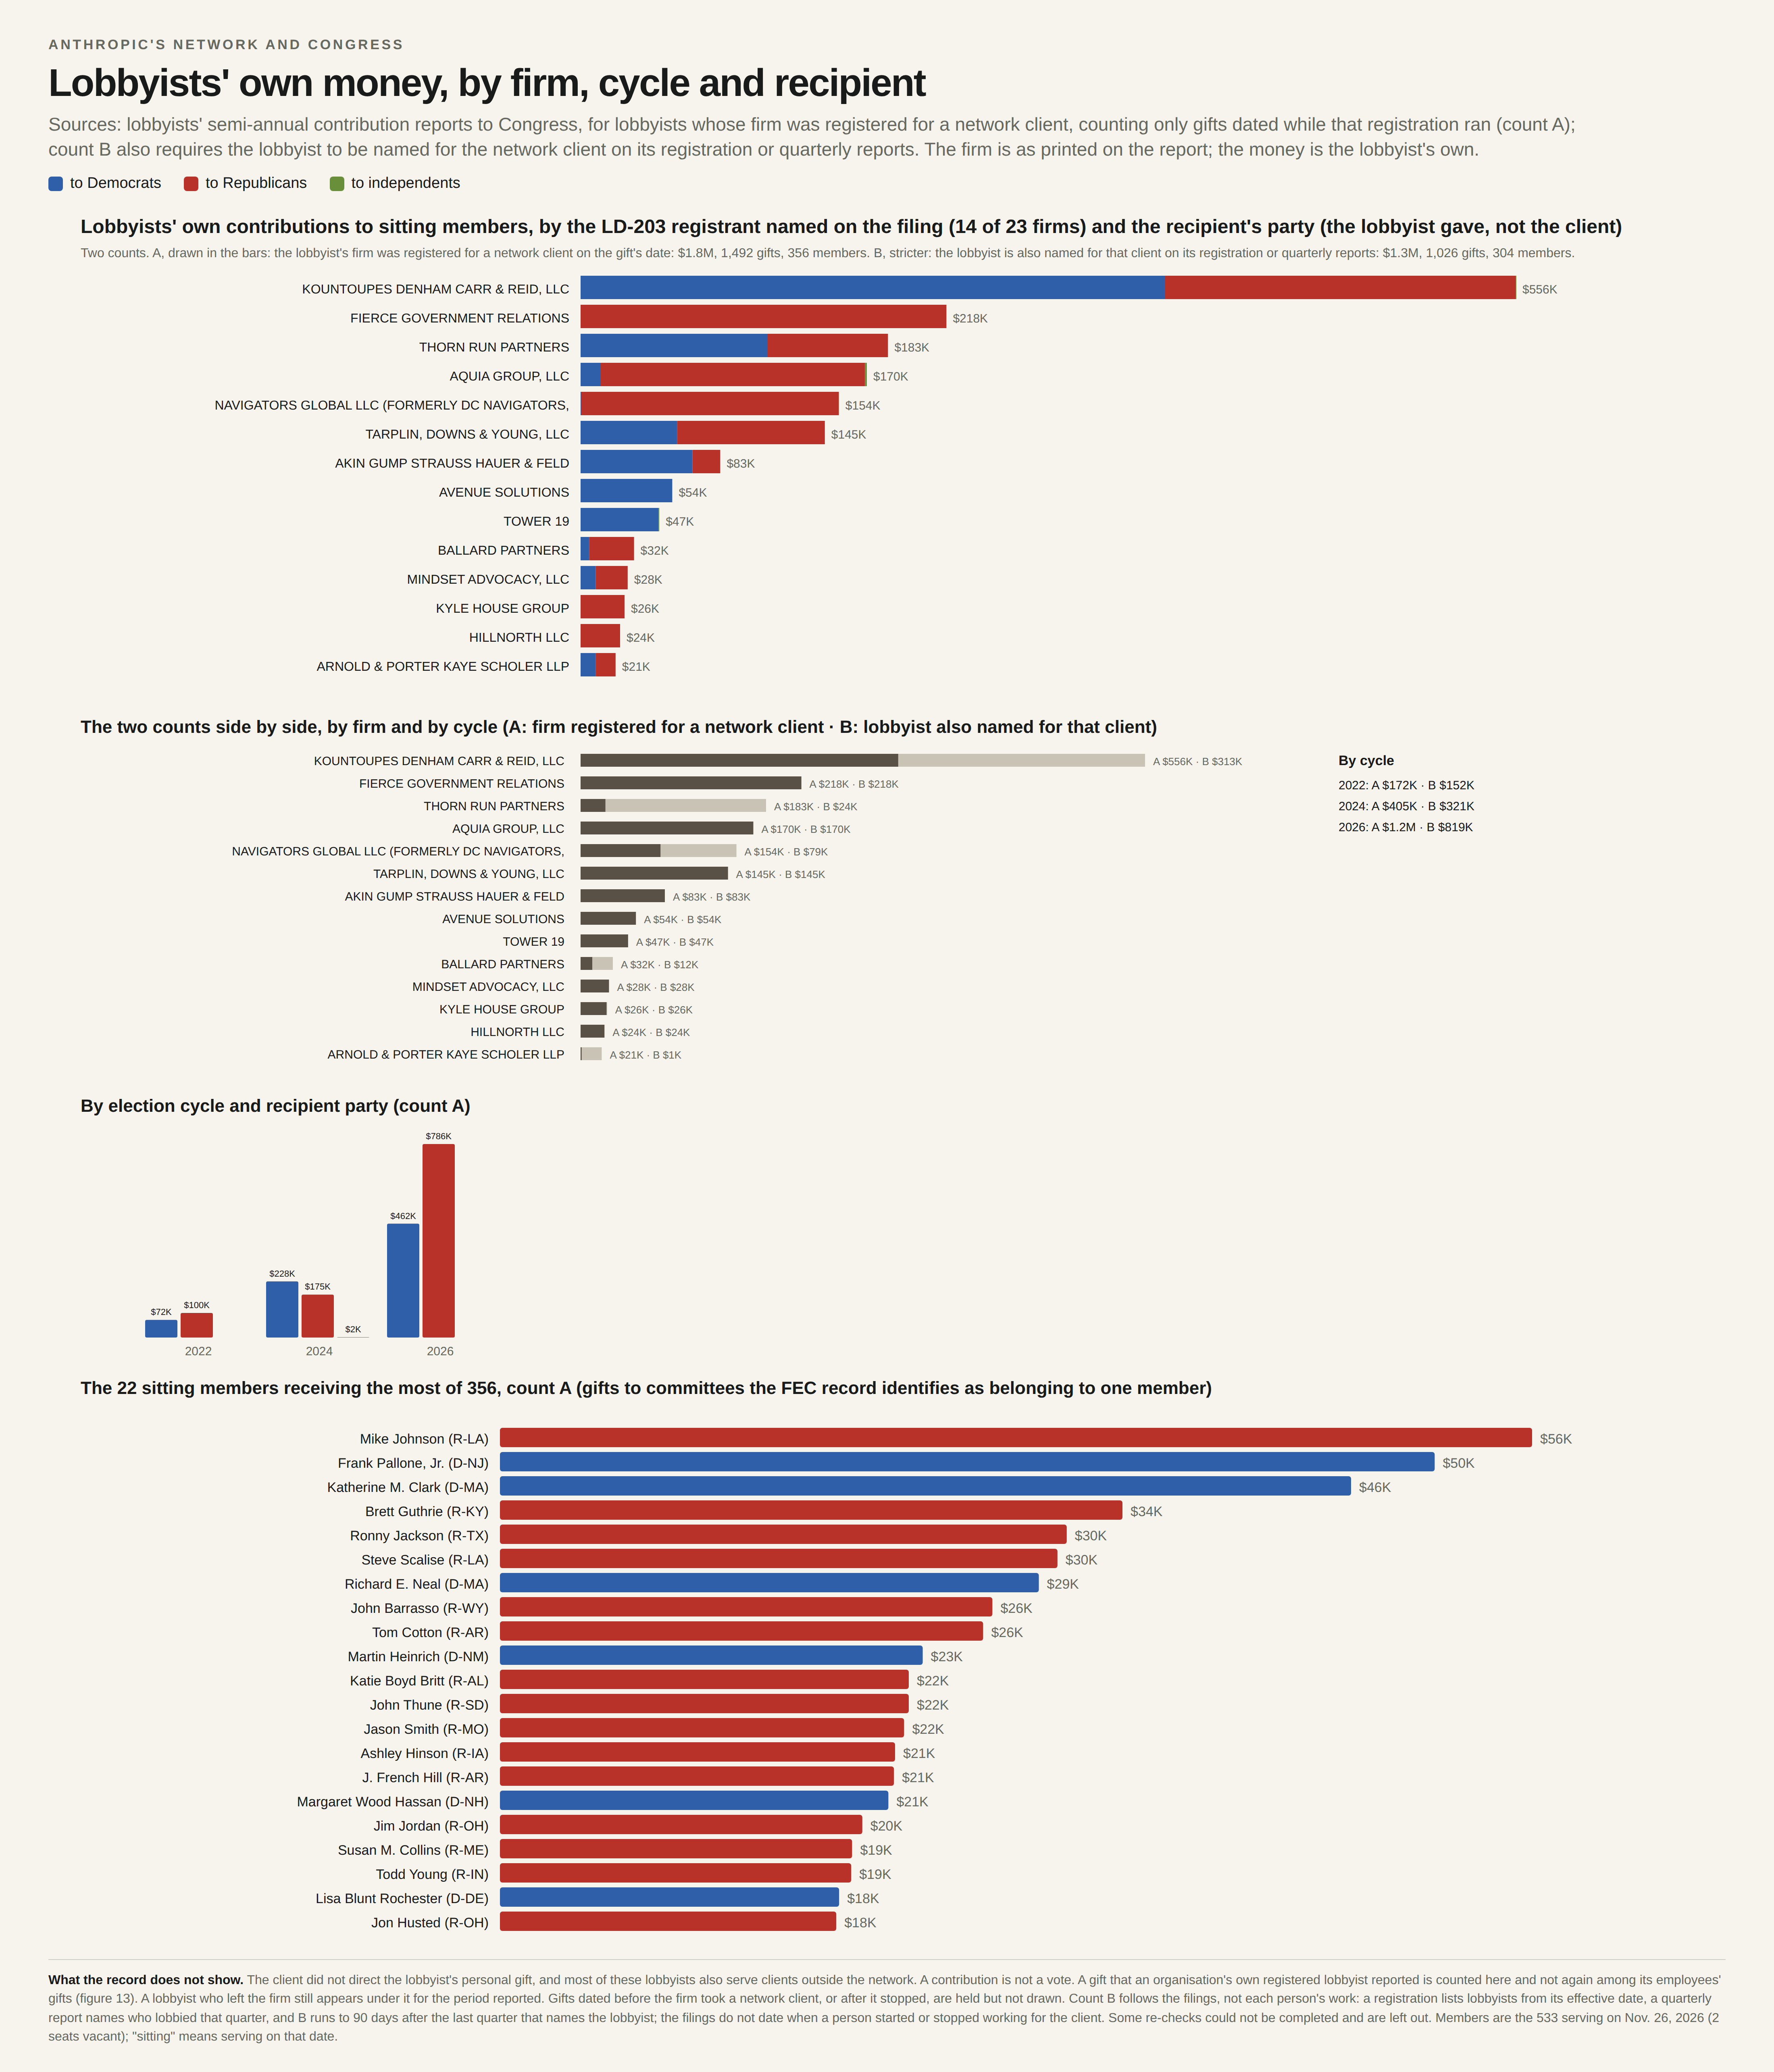 ANTHROPIC'S NETWORK AND CONGRESS
Lobbyists' own money, by firm, cycle and recipient
Sources: lobbyists' semi-annual contribution reports to Congress, for lobbyists whose firm was registered for a network client, counting only gifts dated while that registration ran (count A);
count B also requires the lobbyist to be named for the network client on its registration or quarterly reports. The firm is as printed on the report; the money is the lobbyist's own.
to Democrats to Republicans to independents
Lobbyists' own contributions to sitting members, by the LD-203 registrant named on the filing (14 of 23 firms) and the recipient's party (the lobbyist gave, not the client)
Two counts. A, drawn in the bars: the lobbyist's firm was registered for a network client on the gift's date: $1.8M, 1,492 gifts, 356 members. B, stricter: the lobbyist is also named for that client on its registration or quarterly reports: $1.3M, 1,026 gifts, 304 members.
KOUNTOUPES DENHAM CARR & REID, LLC $556K
FIERCE GOVERNMENT RELATIONS $218K
THORN RUN PARTNERS $183K
AQUIA GROUP, LLC $170K
NAVIGATORS GLOBAL LLC (FORMERLY DC NAVIGATORS, $154K
TARPLIN, DOWNS & YOUNG, LLC $145K
AKIN GUMP STRAUSS HAUER & FELD $83K
AVENUE SOLUTIONS $54K
TOWER 19 $47K
BALLARD PARTNERS $32K
MINDSET ADVOCACY, LLC $28K
KYLE HOUSE GROUP $26K
HILLNORTH LLC $24K
ARNOLD & PORTER KAYE SCHOLER LLP $21K
The two counts side by side, by firm and by cycle (A: firm registered for a network client · B: lobbyist also named for that client)
KOUNTOUPES DENHAM CARR & REID, LLC A $556K · B $313K
FIERCE GOVERNMENT RELATIONS A $218K · B $218K
THORN RUN PARTNERS A $183K · B $24K
AQUIA GROUP, LLC A $170K · B $170K
NAVIGATORS GLOBAL LLC (FORMERLY DC NAVIGATORS, A $154K · B $79K
TARPLIN, DOWNS & YOUNG, LLC A $145K · B $145K
AKIN GUMP STRAUSS HAUER & FELD A $83K · B $83K
AVENUE SOLUTIONS A $54K · B $54K
TOWER 19 A $47K · B $47K
BALLARD PARTNERS A $32K · B $12K
MINDSET ADVOCACY, LLC A $28K · B $28K
KYLE HOUSE GROUP A $26K · B $26K
HILLNORTH LLC A $24K · B $24K
ARNOLD & PORTER KAYE SCHOLER LLP A $21K · B $1K
By cycle
2022: A $172K · B $152K
2024: A $405K · B $321K
2026: A $1.2M · B $819K
By election cycle and recipient party (count A)
$72K $100K $228K $175K $2K $462K $786K
2022 2024 2026
The 22 sitting members receiving the most of 356, count A (gifts to committees the FEC record identifies as belonging to one member)
Mike Johnson (R-LA) $56K
Frank Pallone, Jr. (D-NJ) $50K
Katherine M. Clark (D-MA) $46K
Brett Guthrie (R-KY) $34K
Ronny Jackson (R-TX) $30K
Steve Scalise (R-LA) $30K
Richard E. Neal (D-MA) $29K
John Barrasso (R-WY) $26K
Tom Cotton (R-AR) $26K
Martin Heinrich (D-NM) $23K
Katie Boyd Britt (R-AL) $22K
John Thune (R-SD) $22K
Jason Smith (R-MO) $22K
Ashley Hinson (R-IA) $21K
J. French Hill (R-AR) $21K
Margaret Wood Hassan (D-NH) $21K
Jim Jordan (R-OH) $20K
Susan M. Collins (R-ME) $19K
Todd Young (R-IN) $19K
Lisa Blunt Rochester (D-DE) $18K
Jon Husted (R-OH) $18K
What the record does not show. The client did not direct the lobbyist's personal gift, and most of these lobbyists also serve clients outside the network. A contribution is not a vote. A gift that an organisation's own registered lobbyist reported is counted here and not again among its employees'
gifts (figure 13). A lobbyist who left the firm still appears under it for the period reported. Gifts dated before the firm took a network client, or after it stopped, are held but not drawn. Count B follows the filings, not each person's work: a registration lists lobbyists from its effective date, a quarterly
report names who lobbied that quarter, and B runs to 90 days after the last quarter that names the lobbyist; the filings do not date when a person started or stopped working for the client. Some re-checks could not be completed and are left out. Members are the 533 serving on Nov. 26, 2026 (2
seats vacant); "sitting" means serving on that date.